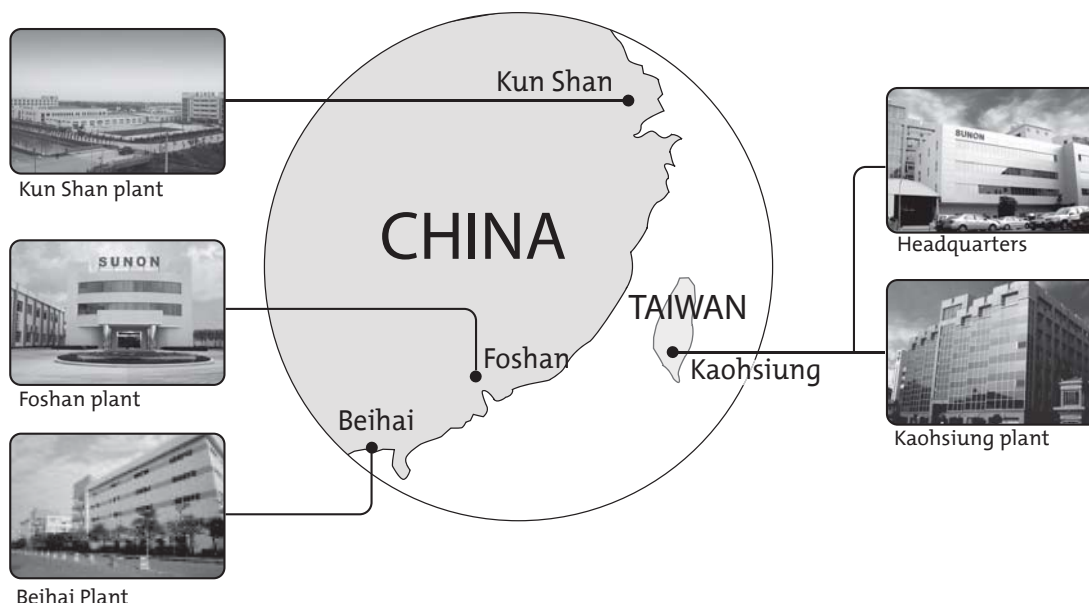 Kun Shan
Kun Shan plant
SUNON
Headquarters
CHINA
SUNON
TAIWAN
Foshan
Kaohsiung
Foshan plant
Beihai
Kaohsiung plant
Beihai Plant